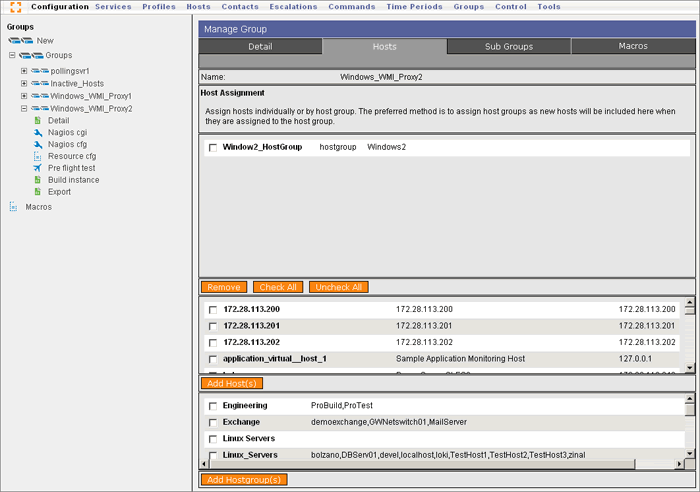 Configuration Services Profiles Hosts Contacts Escalations Commands Time Periods Groups Control Tools
Groups
New
Groups
pollingsvr1
Inactive_Hosts
Windows_WMI_Proxy1
Windows_WMI_Proxy2
Detail
Nagios cgi
Nagios cfg
Resource cfg
Pre flight test
Build instance
Export
Macros
Manage Group
Detail Hosts Sub Groups Macros
Name: Windows_WMI_Proxy2
Host Assignment
Assign hosts individually or by host group. The preferred method is to assign host groups as new hosts will be included here when
they are assigned to the host group.
Window2_HostGroup hostgroup Windows2
Remove Check All Uncheck All
172.28.113.200 172.28.113.200 172.28.113.200
172.28.113.201 172.28.113.201 172.28.113.201
172.28.113.202 172.28.113.202 172.28.113.202
application_virtual__host_1 Sample Application Monitoring Host 127.0.0.1
Add Host(s)
Engineering ProBuild,ProTest
Exchange demoexchange,GWNetswitch01,MailServer
Linux Servers
Linux_Servers bolzano,DBServ01,devel,localhost,loki,TestHost1,TestHost2,TestHost3,zinal
Add Hostgroup(s)